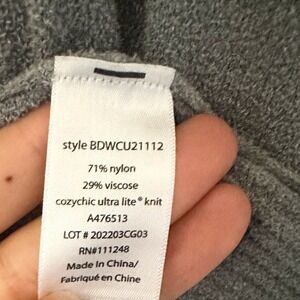 style BDWCU21112
71% nylon
29% viscose
cozychic ultra lite® knit
A476513
LOT # 202203CG03
RN#111248
Made In China/
Fabriqué en Chine